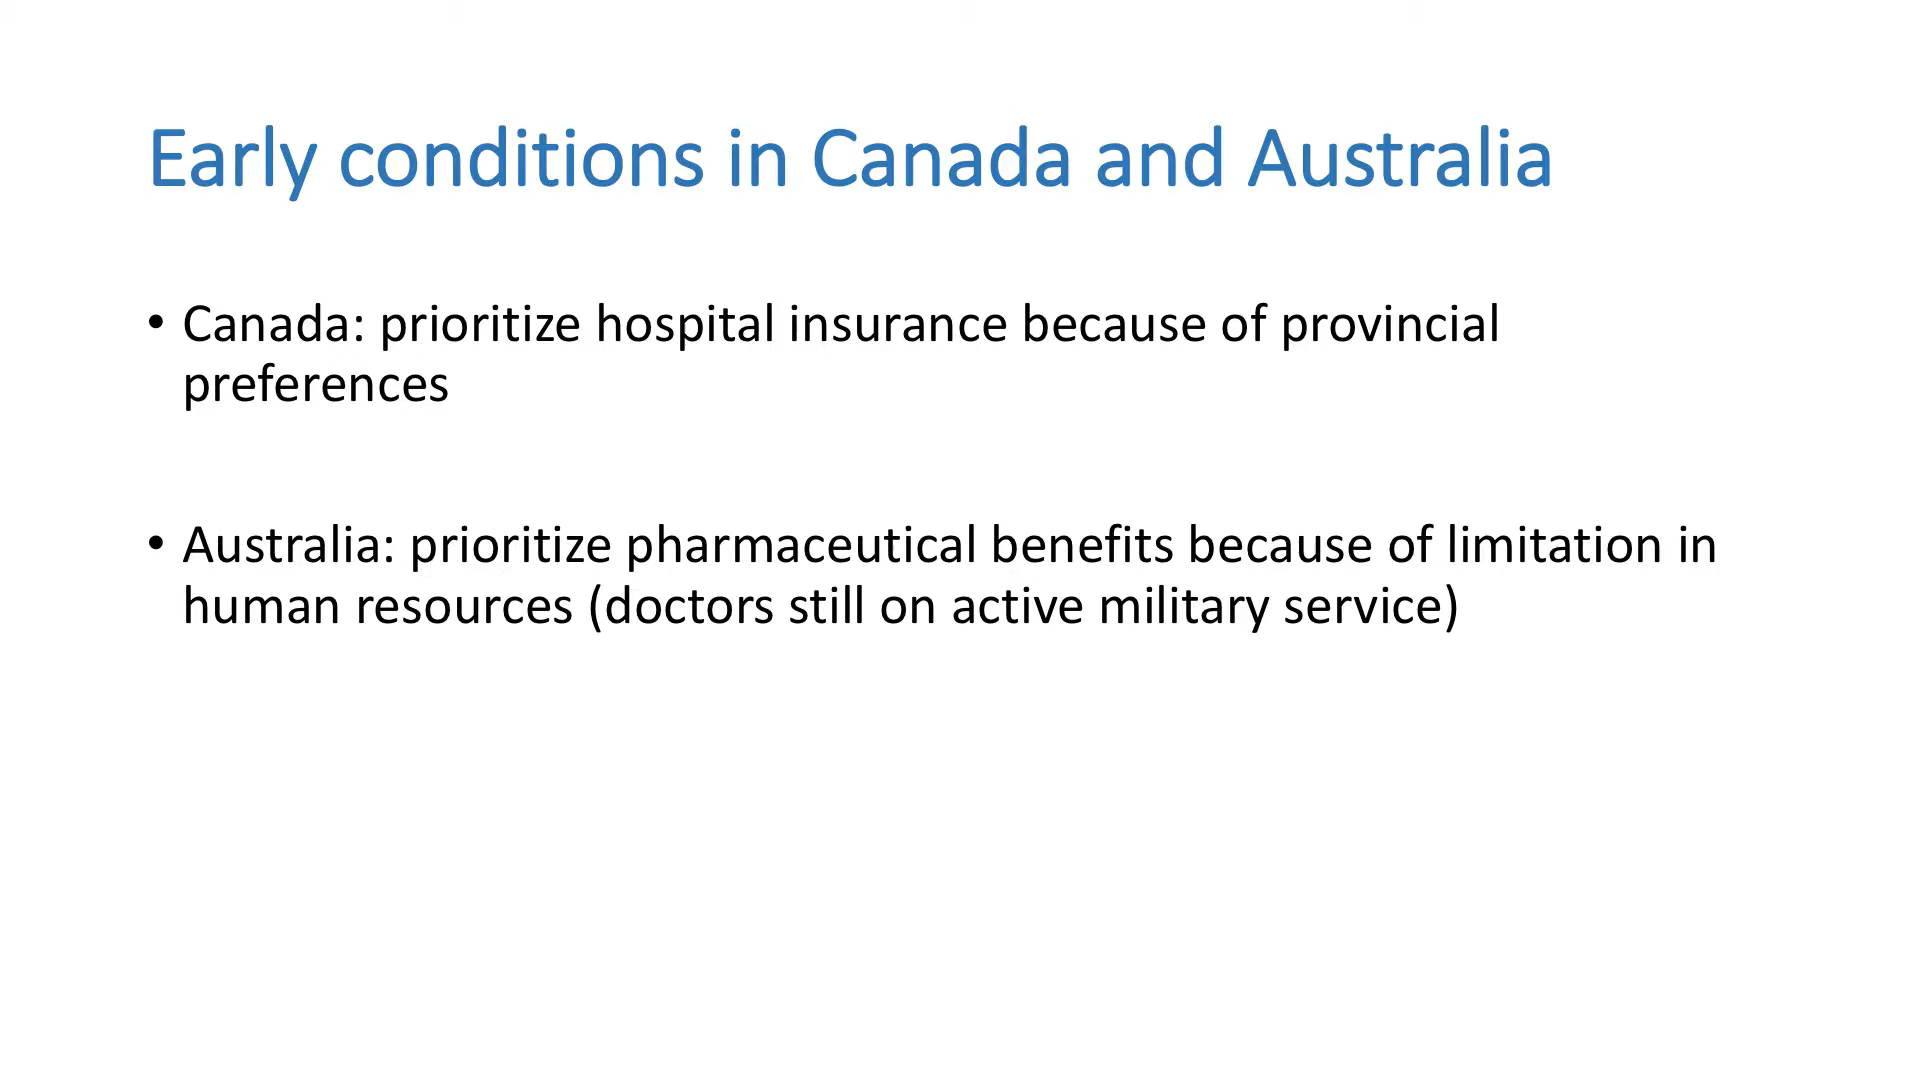 Early conditions in Canada and Australia
• Canada: prioritize hospital insurance because of provincial
preferences
• Australia: prioritize pharmaceutical benefits because of limitation in
human resources (doctors still on active military service)